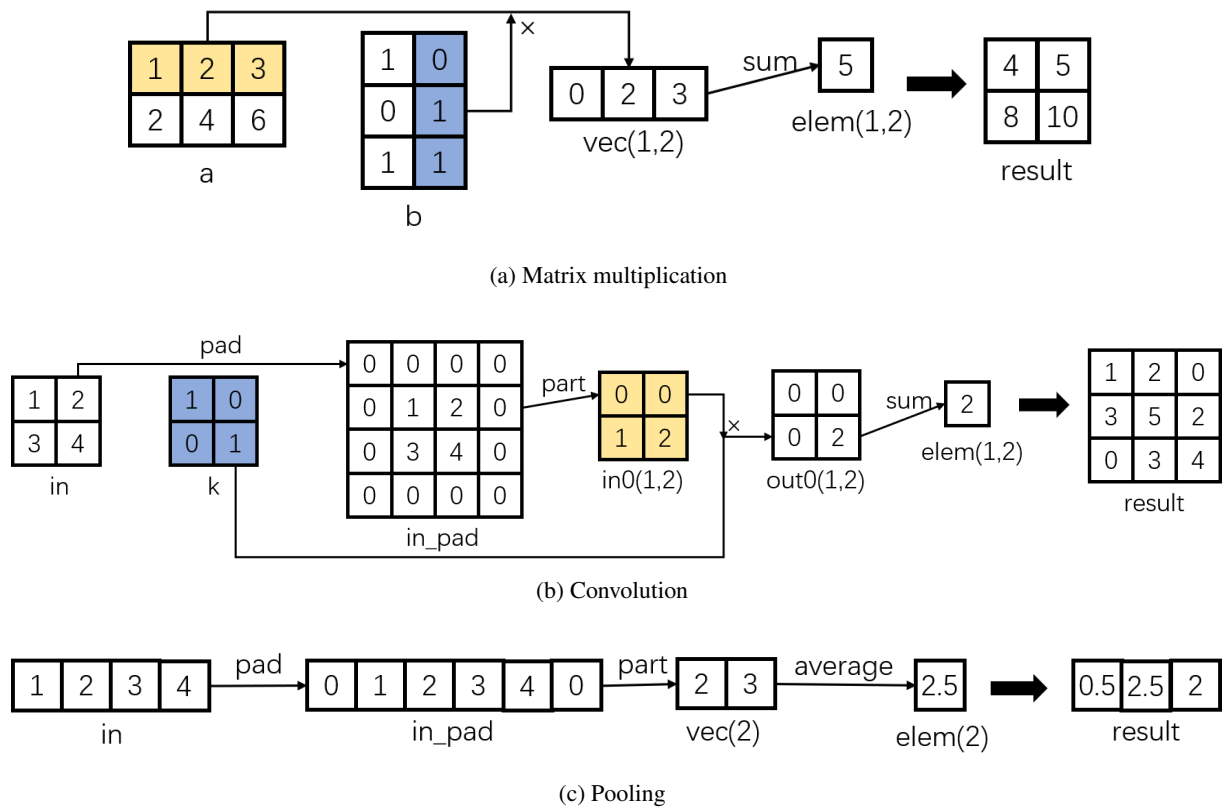 1 2 3
2 4 6
a
1 0
0 1
1 1
b
×
0 2 3
vec(1,2)
sum
5
elem(1,2)
4 5
8 10
result
(a) Matrix multiplication
1 2
3 4
in
pad
1 0
0 1
k
0 0 0 0
0 1 2 0
0 3 4 0
0 0 0 0
in_pad
part
0 0
1 2
in0(1,2)
×
0 0
0 2
out0(1,2)
sum
2
elem(1,2)
1 2 0
3 5 2
0 3 4
result
(b) Convolution
1 2 3 4
in
pad
0 1 2 3 4 0
in_pad
part
2 3
vec(2)
average
2.5
elem(2)
0.5 2.5 2
result
(c) Pooling